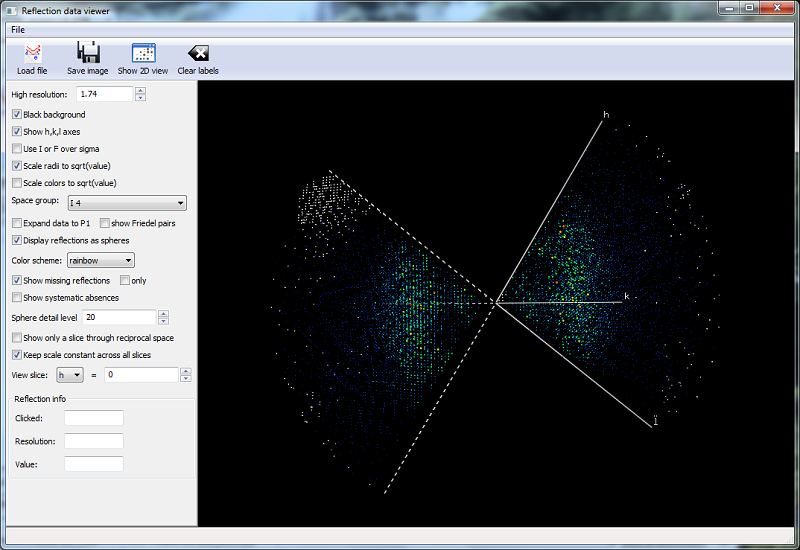 Reflection data viewer
File
Load file Save image Show 2D view Clear labels
High resolution: 1.74
Black background
Show h,k,l axes
Use I or F over sigma
Scale radii to sqrt(value)
Scale colors to sqrt(value)
Space group: I 4
Expand data to P1 show Friedel pairs
Display reflections as spheres
Color scheme: rainbow
Show missing reflections only
Show systematic absences
Sphere detail level 20
Show only a slice through reciprocal space
Keep scale constant across all slices
View slice: h = 0
Reflection info
Clicked:
Resolution:
Value:
h
k
l